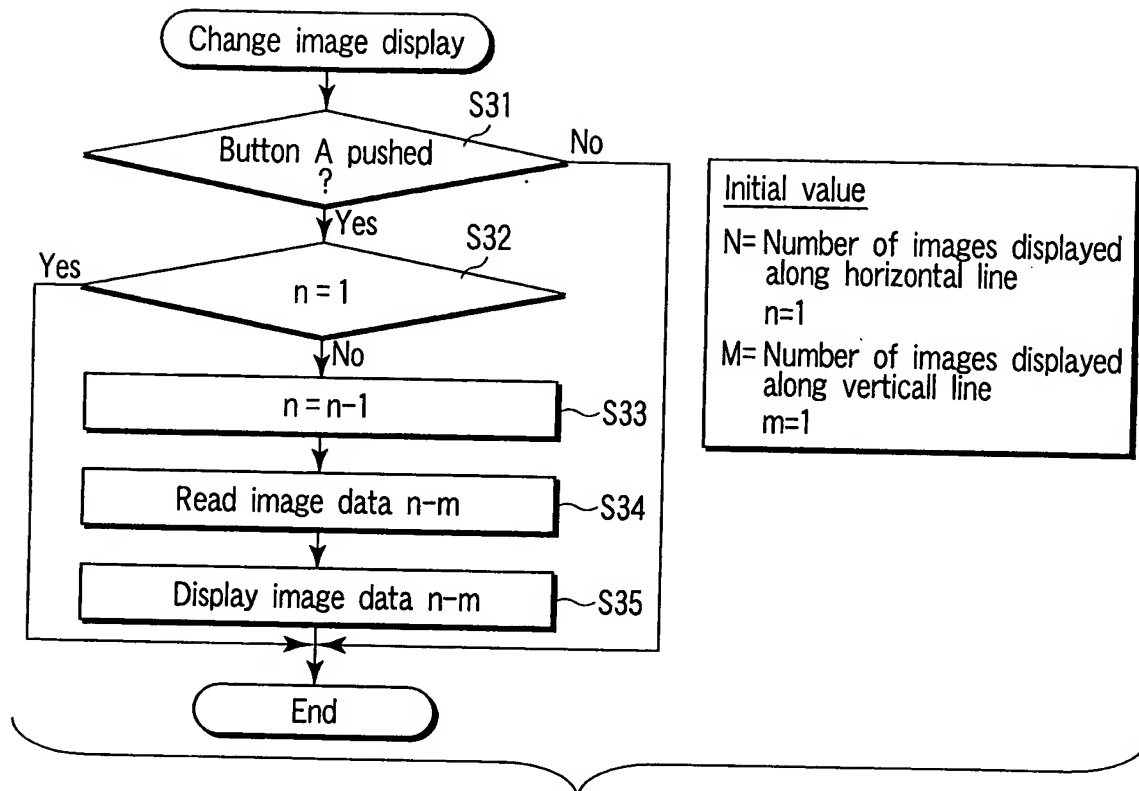 Change image display
S31
Button A pushed
?
No
Yes
S32
Yes
n=1
No
n=n-1
S33
Read image data n-m
S34
Display image data n-m
S35
End
Initial value
N= Number of images displayed
along horizontal line
n=1
M= Number of images displayed
along verticall line
m=1